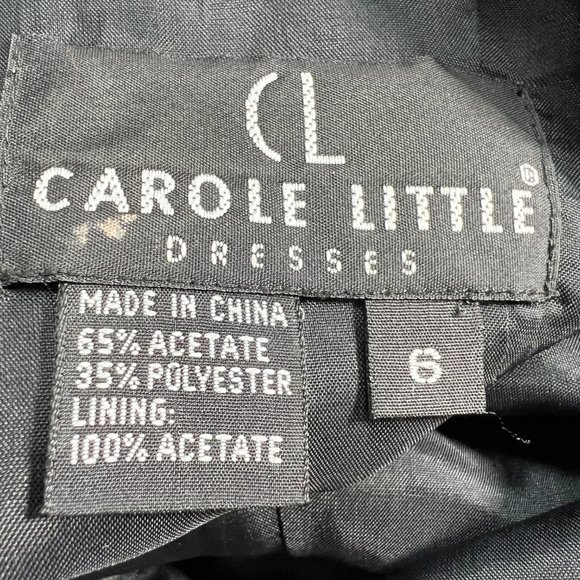 CL
CAROLE LITTLE®
DRESSES
MADE IN CHINA
65% ACETATE
35% POLYESTER
LINING:
100% ACETATE
6